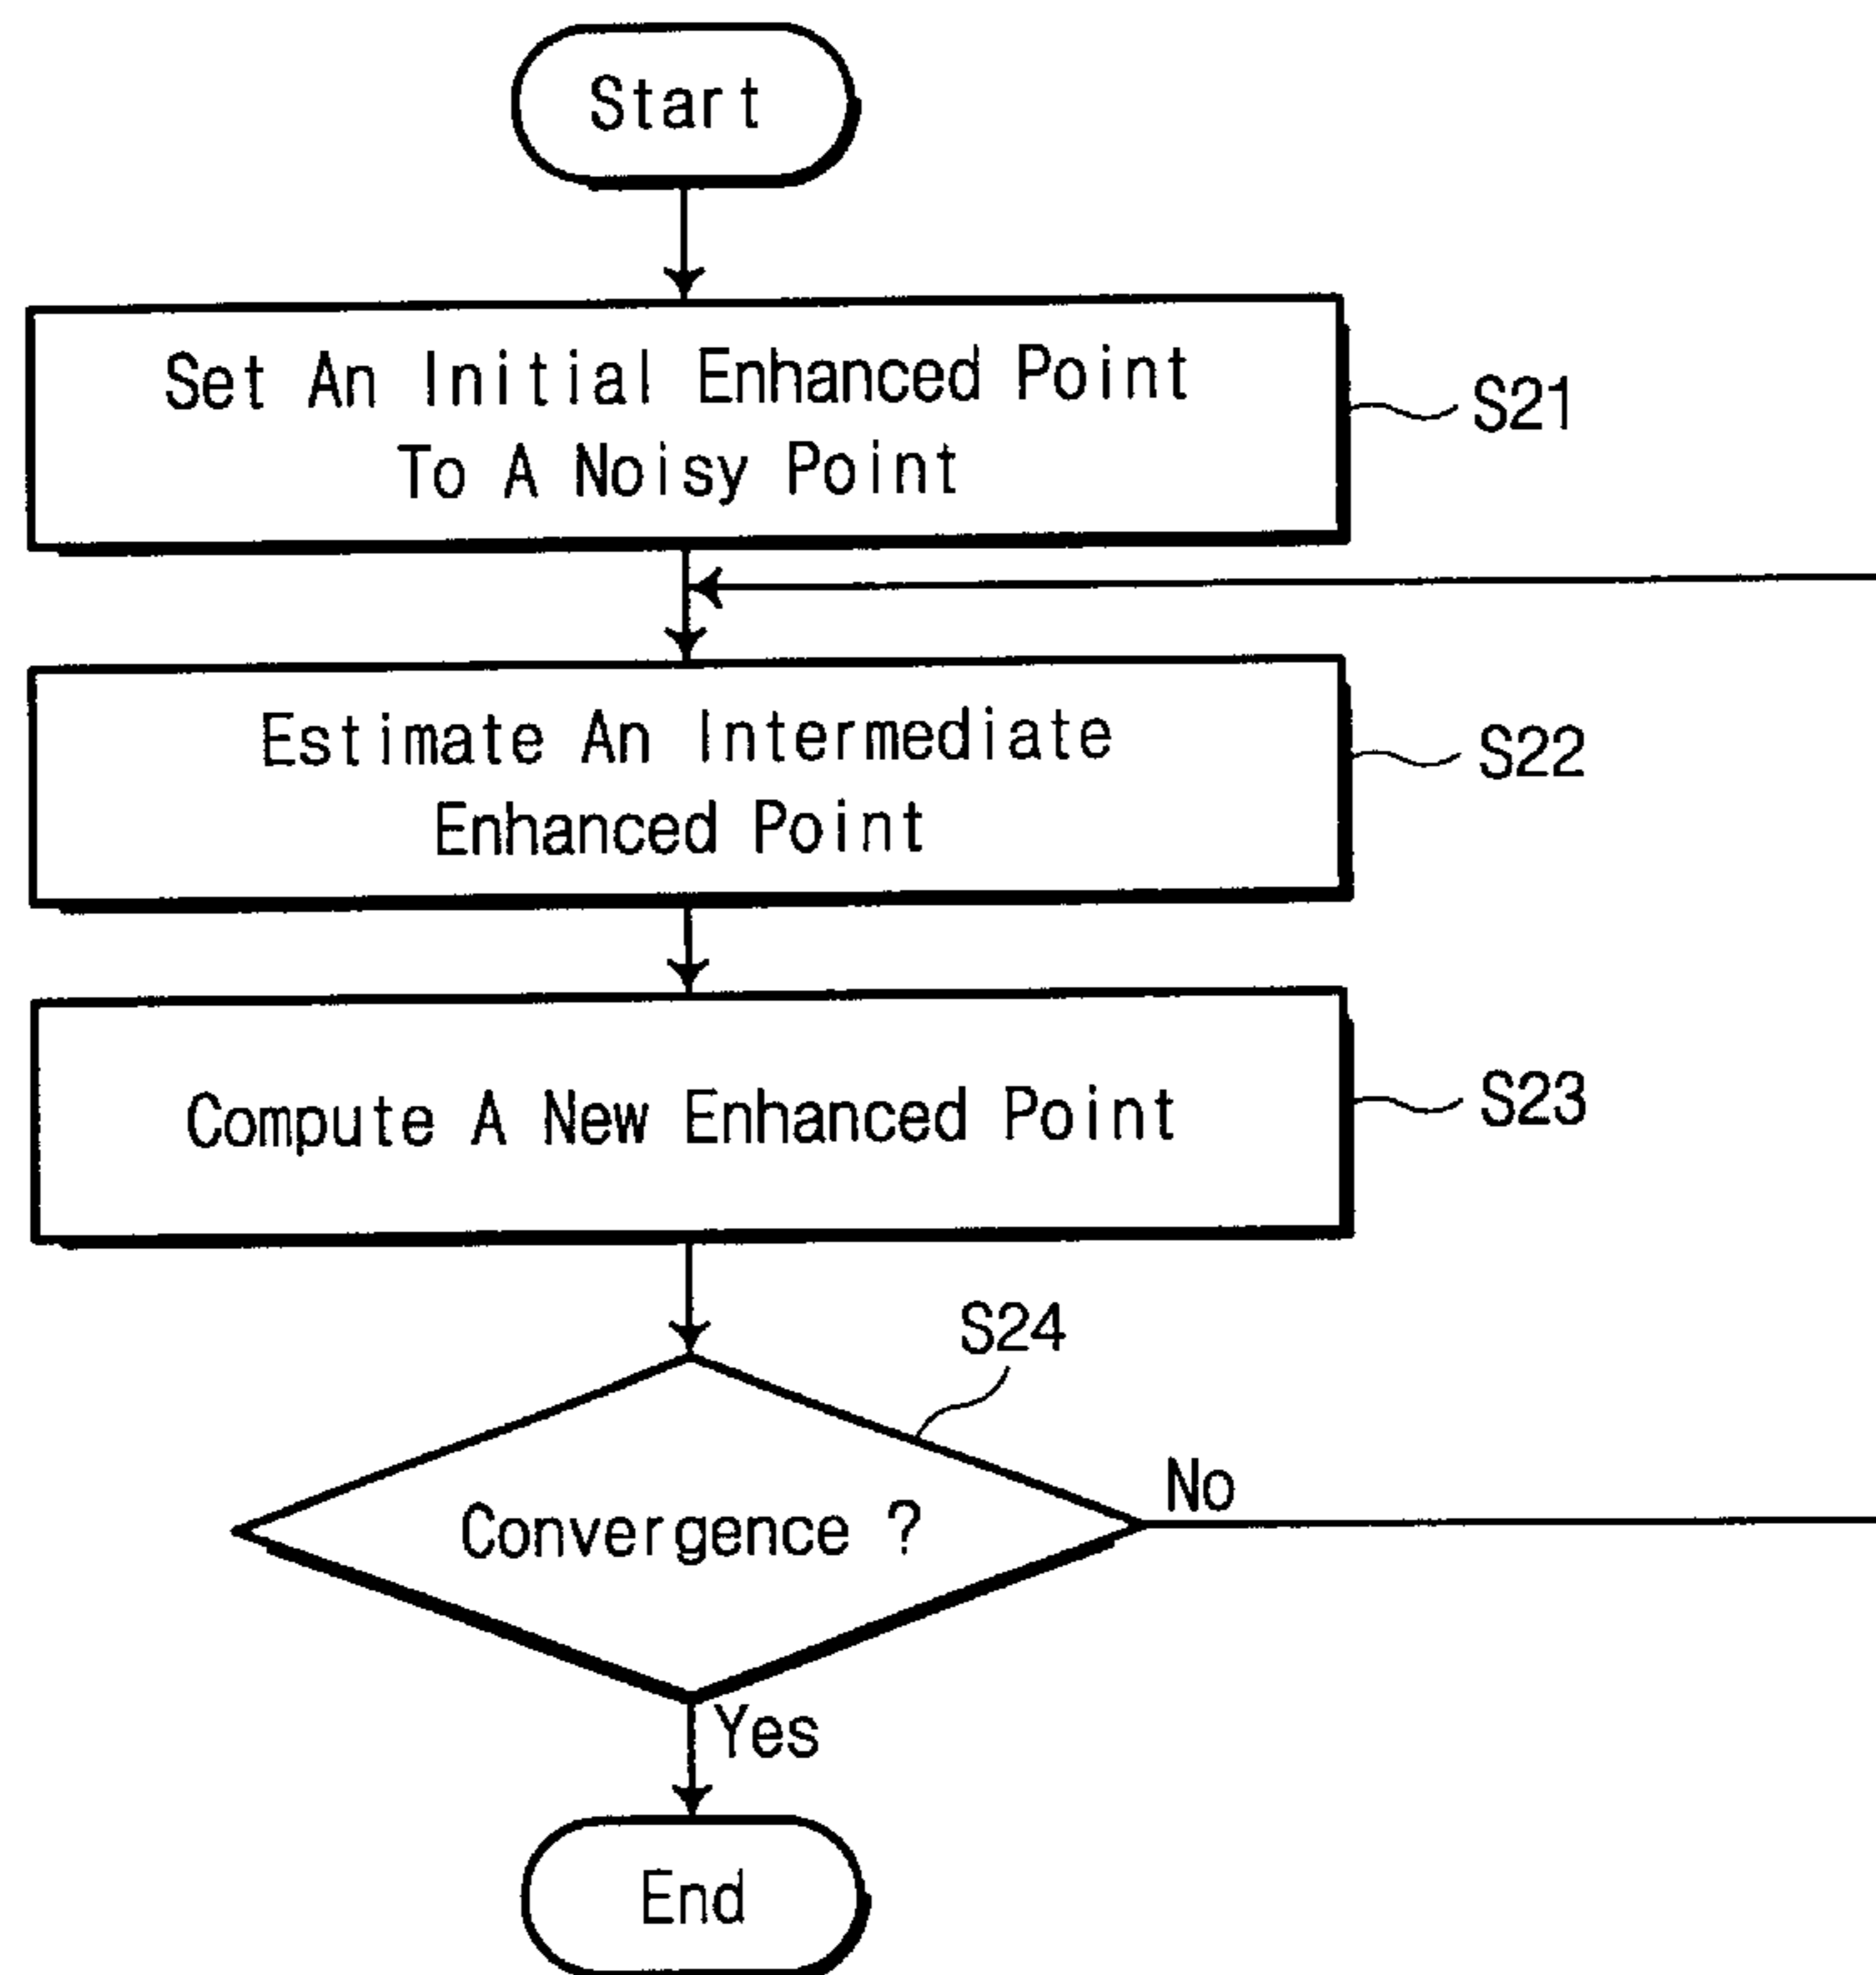 Start
Set An Initial Enhanced Point
To A Noisy Point
S21
Estimate An Intermediate
Enhanced Point
S22
Compute A New Enhanced Point
S23
S24
Convergence ?
No
Yes
End